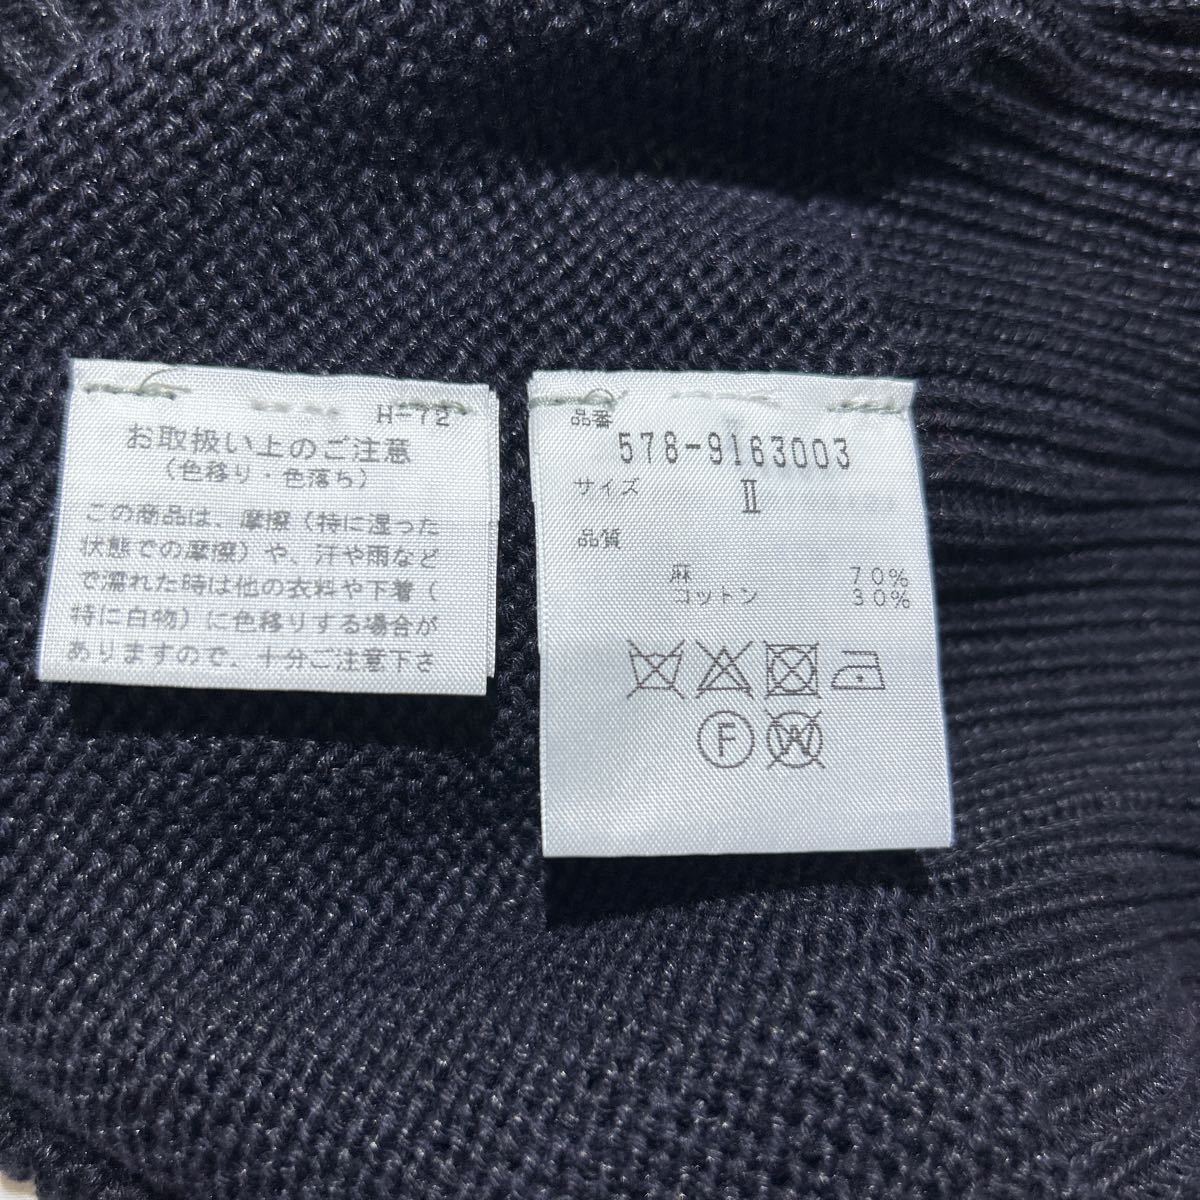 H-72
お取扱い上のご注意
(色移り・色落ち)
この商品は、摩擦(特に湿った
状態での摩擦)や、汗や雨など
で濡れた時は他の衣料や下着(
特に白物)に色移りする場合が
ありますので、十分ご注意下さ
品番
578-9163003
サイズ Ⅱ
品質
麻 70%
コットン 30%
F W